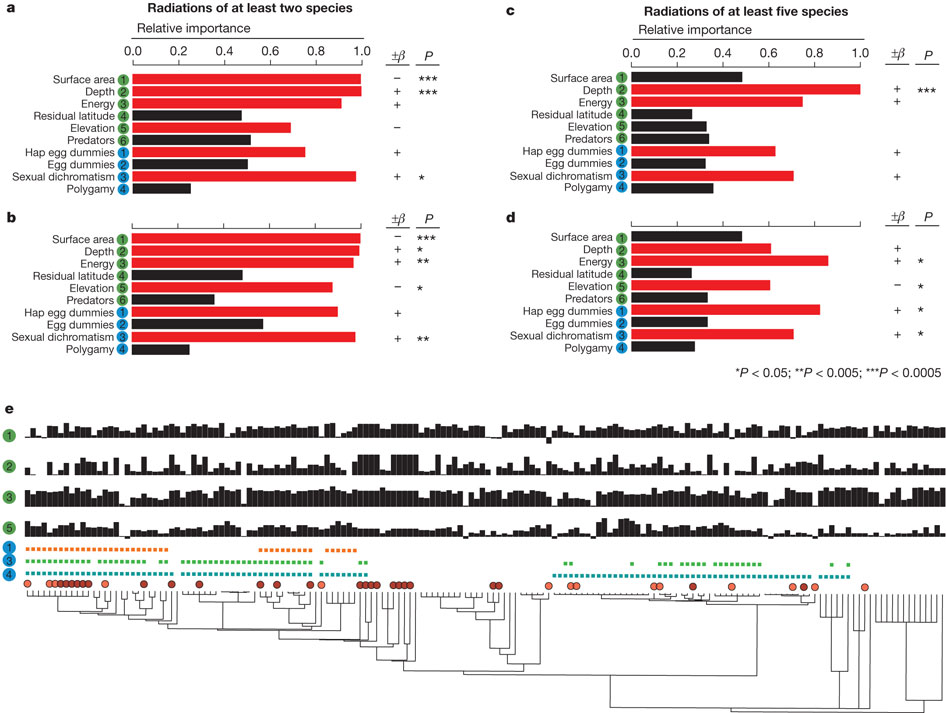 a
Radiations of at least two species
Relative importance
0.0 0.2 0.4 0.6 0.8 1.0
±β P
Surface area 1 – ***
Depth 2 + ***
Energy 3 +
Residual latitude 4
Elevation 5 –
Predators 6
Hap egg dummies 1 +
Egg dummies 2
Sexual dichromatism 3 + *
Polygamy 4
b
±β P
Surface area 1 – ***
Depth 2 + *
Energy 3 + **
Residual latitude 4
Elevation 5 – *
Predators 6
Hap egg dummies 1 +
Egg dummies 2
Sexual dichromatism 3 + **
Polygamy 4
c
Radiations of at least five species
Relative importance
0.0 0.2 0.4 0.6 0.8 1.0
±β P
Surface area 1
Depth 2 + ***
Energy 3 +
Residual latitude 4
Elevation 5
Predators 6
Hap egg dummies 1 +
Egg dummies 2
Sexual dichromatism 3 +
Polygamy 4
d
±β P
Surface area 1
Depth 2 +
Energy 3 + *
Residual latitude 4
Elevation 5 – *
Predators 6
Hap egg dummies 1 + *
Egg dummies 2
Sexual dichromatism 3 + *
Polygamy 4
*P < 0.05; **P < 0.005; ***P < 0.0005
e
1
2
3
5
1
3
4